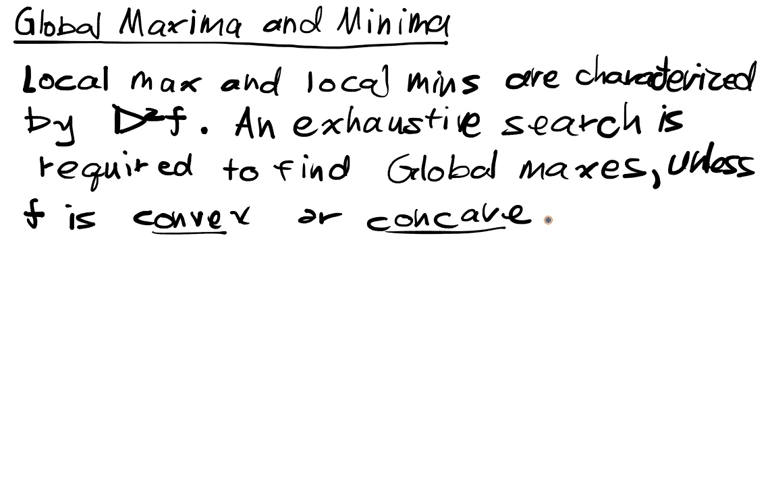 Global Maxima and Minima
Local max and local mins are characterized
by D²f. An exhaustive search is
required to find Global maxes, unless
f is convex or concave.